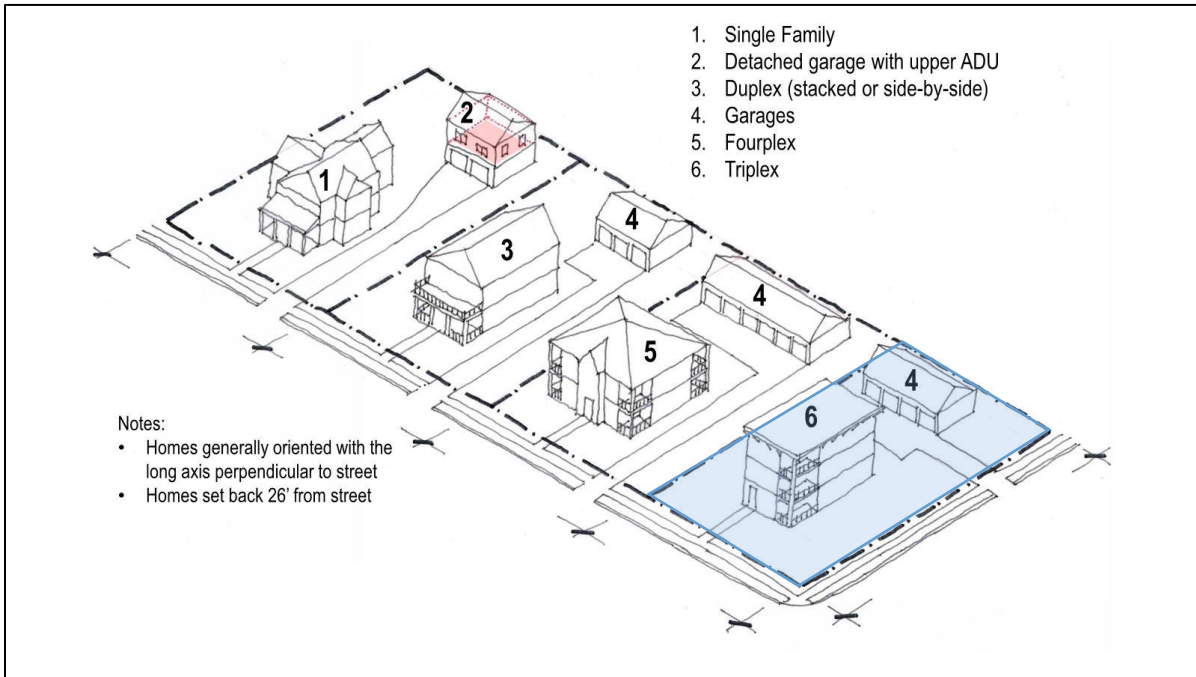 1. Single Family
2. Detached garage with upper ADU
3. Duplex (stacked or side-by-side)
4. Garages
5. Fourplex
6. Triplex
2
1
4
3
4
5
4
6
Notes:
• Homes generally oriented with the
long axis perpendicular to street
• Homes set back 26’ from street